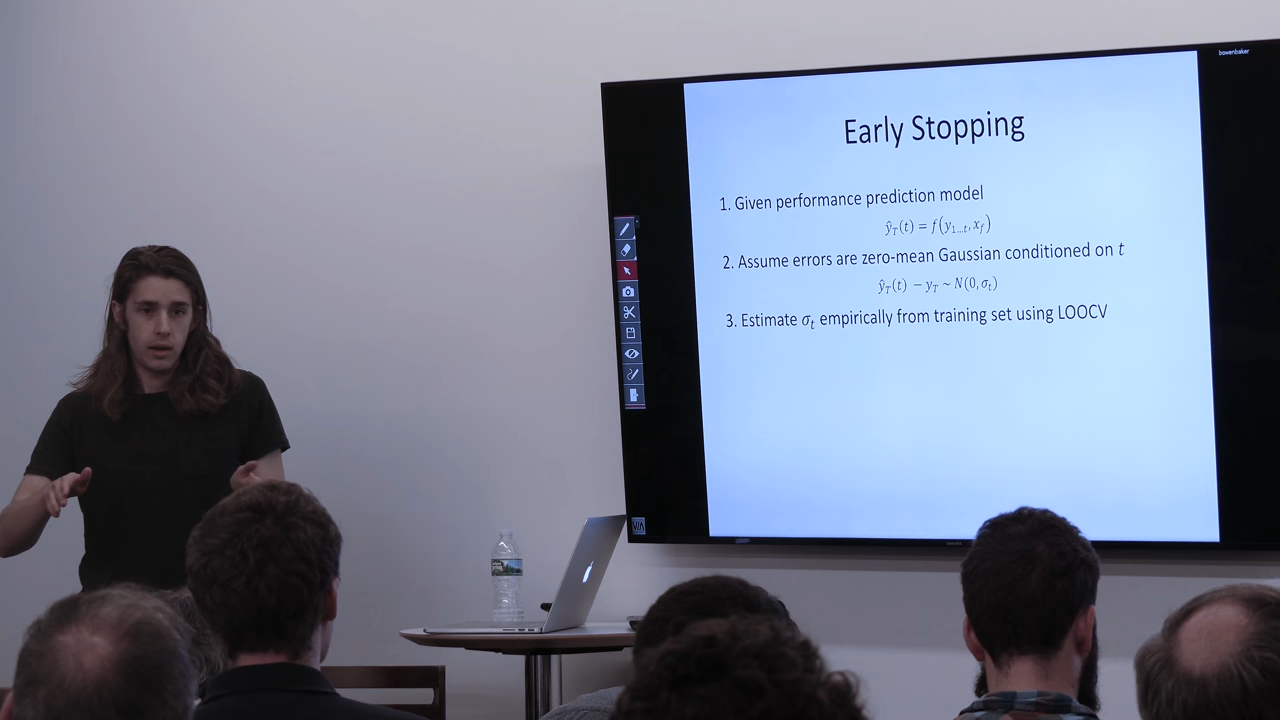 bowenbaker
Early Stopping
1. Given performance prediction model
ŷ_T(t) = f(y_{1…t}, x_f)
2. Assume errors are zero-mean Gaussian conditioned on t
ŷ_T(t) − y_T ~ N(0, σ_t)
3. Estimate σ_t empirically from training set using LOOCV
VIA